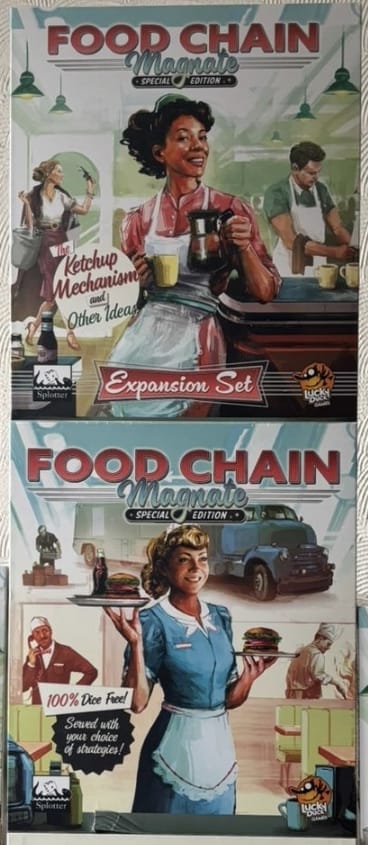 FOOD CHAIN
Magnate
• SPECIAL EDITION •
The
Ketchup
Mechanism
and
Other Ideas
Splotter
Expansion Set
LUCKY
DUCK
GAMES
FOOD CHAIN
Magnate
• SPECIAL EDITION •
100% Dice Free!
Served with
your choice
of strategies!
Splotter
LUCKY
DUCK
GAMES